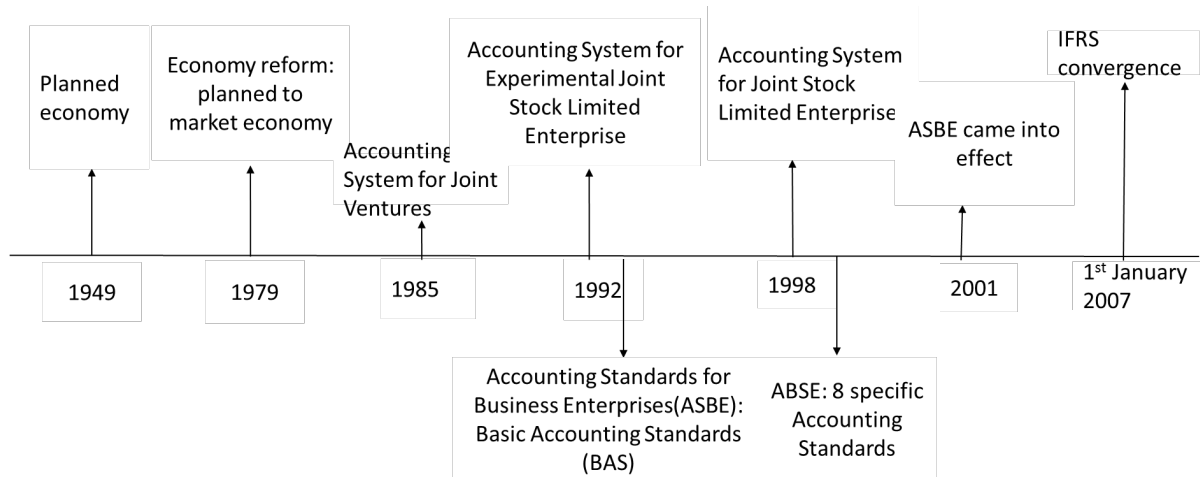 Planned
economy
Economy reform:
planned to
market economy
Accounting
System for Joint
Ventures
Accounting System for
Experimental Joint
Stock Limited
Enterprise
Accounting System
for Joint Stock
Limited Enterprise
ASBE came into
effect
IFRS
convergence
1949
1979
1985
1992
1998
2001
1st January
2007
Accounting Standards for
Business Enterprises(ASBE):
Basic Accounting Standards
(BAS)
ABSE: 8 specific
Accounting
Standards